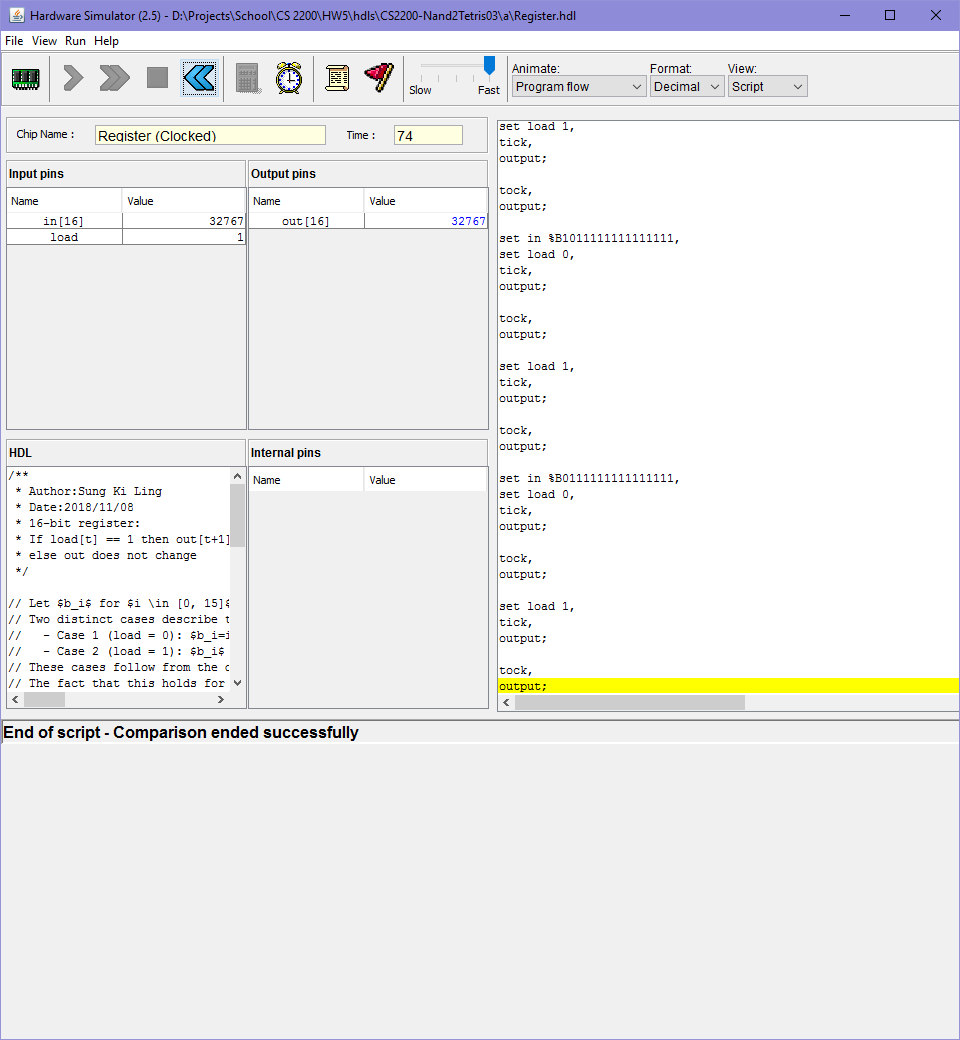 Hardware Simulator (2.5) - D:\Projects\School\CS 2200\HW5\hdls\CS2200-Nand2Tetris03\a\Register.hdl
File View Run Help
Slow Fast
Animate: Format: View:
Program flow Decimal Script
Chip Name : Register (Clocked) Time : 74
Input pins
Name Value
in[16] 32767
load 1
Output pins
Name Value
out[16] 32767
HDL
/**
* Author:Sung Ki Ling
* Date:2018/11/08
* 16-bit register:
* If load[t] == 1 then out[t+1]
* else out does not change
*/
// Let $b_i$ for $i \in [0, 15]$
// Two distinct cases describe t
// - Case 1 (load = 0): $b_i=i
// - Case 2 (load = 1): $b_i$
// These cases follow from the d
// The fact that this holds for
Internal pins
Name Value
set load 1,
tick,
output;
tock,
output;
set in %B1011111111111111,
set load 0,
tick,
output;
tock,
output;
set load 1,
tick,
output;
tock,
output;
set in %B0111111111111111,
set load 0,
tick,
output;
tock,
output;
set load 1,
tick,
output;
tock,
output;
End of script - Comparison ended successfully